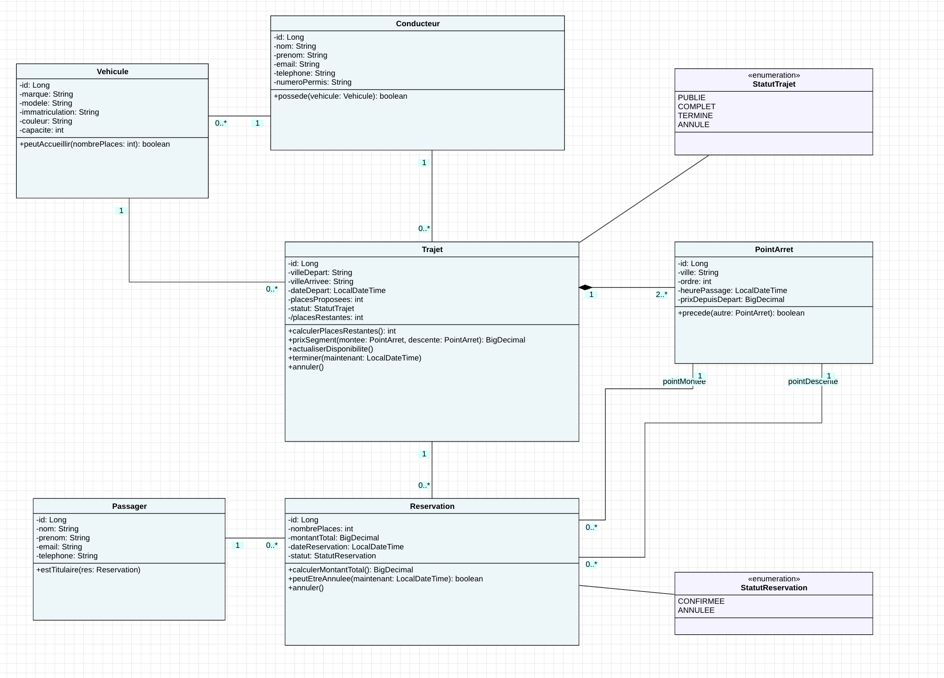 Conducteur
-id: Long
-nom: String
-prenom: String
-email: String
-telephone: String
-numeroPermis: String
+possede(vehicule: Vehicule): boolean
Vehicule
-id: Long
-marque: String
-modele: String
-immatriculation: String
-couleur: String
-capacite: int
+peutAccueillir(nombrePlaces: int): boolean
0..*
1
«enumeration»
StatutTrajet
PUBLIE
COMPLET
TERMINE
ANNULE
1
0..*
1
0..*
Trajet
-id: Long
-villeDepart: String
-villeArrivee: String
-dateDepart: LocalDateTime
-placesProposees: int
-statut: StatutTrajet
-/placesRestantes: int
+calculerPlacesRestantes(): int
+prixSegment(montee: PointArret, descente: PointArret): BigDecimal
+actualiserDisponibilite()
+terminer(maintenant: LocalDateTime)
+annuler()
1
2..*
PointArret
-id: Long
-ville: String
-ordre: int
-heurePassage: LocalDateTime
-prixDepuisDepart: BigDecimal
+precede(autre: PointArret): boolean
1
pointMontee
1
pointDescente
1
0..*
Passager
-id: Long
-nom: String
-prenom: String
-email: String
-telephone: String
+estTitulaire(res: Reservation)
1
0..*
Reservation
-id: Long
-nombrePlaces: int
-montantTotal: BigDecimal
-dateReservation: LocalDateTime
-statut: StatutReservation
+calculerMontantTotal(): BigDecimal
+peutEtreAnnulee(maintenant: LocalDateTime): boolean
+annuler()
0..*
0..*
«enumeration»
StatutReservation
CONFIRMEE
ANNULEE